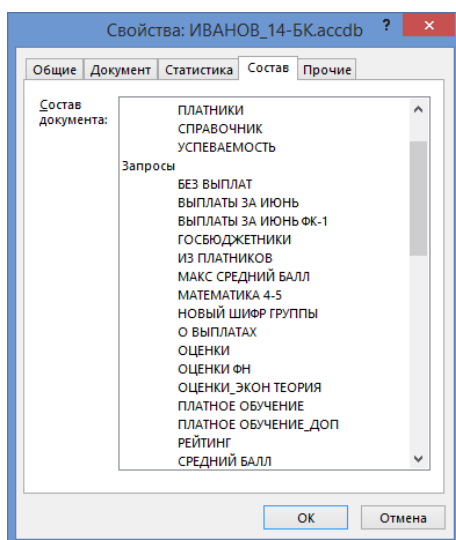 Свойства: ИВАНОВ_14-БК.accdb ? ×
Общие Документ Статистика Состав Прочие
Состав документа:
ПЛАТНИКИ
СПРАВОЧНИК
УСПЕВАЕМОСТЬ
Запросы
БЕЗ ВЫПЛАТ
ВЫПЛАТЫ ЗА ИЮНЬ
ВЫПЛАТЫ ЗА ИЮНЬ ФК-1
ГОСБЮДЖЕТНИКИ
ИЗ ПЛАТНИКОВ
МАКС СРЕДНИЙ БАЛЛ
МАТЕМАТИКА 4-5
НОВЫЙ ШИФР ГРУППЫ
О ВЫПЛАТАХ
ОЦЕНКИ
ОЦЕНКИ ФН
ОЦЕНКИ_ЭКОН ТЕОРИЯ
ПЛАТНОЕ ОБУЧЕНИЕ
ПЛАТНОЕ ОБУЧЕНИЕ_ДОП
РЕЙТИНГ
СРЕДНИЙ БАЛЛ
ОК Отмена